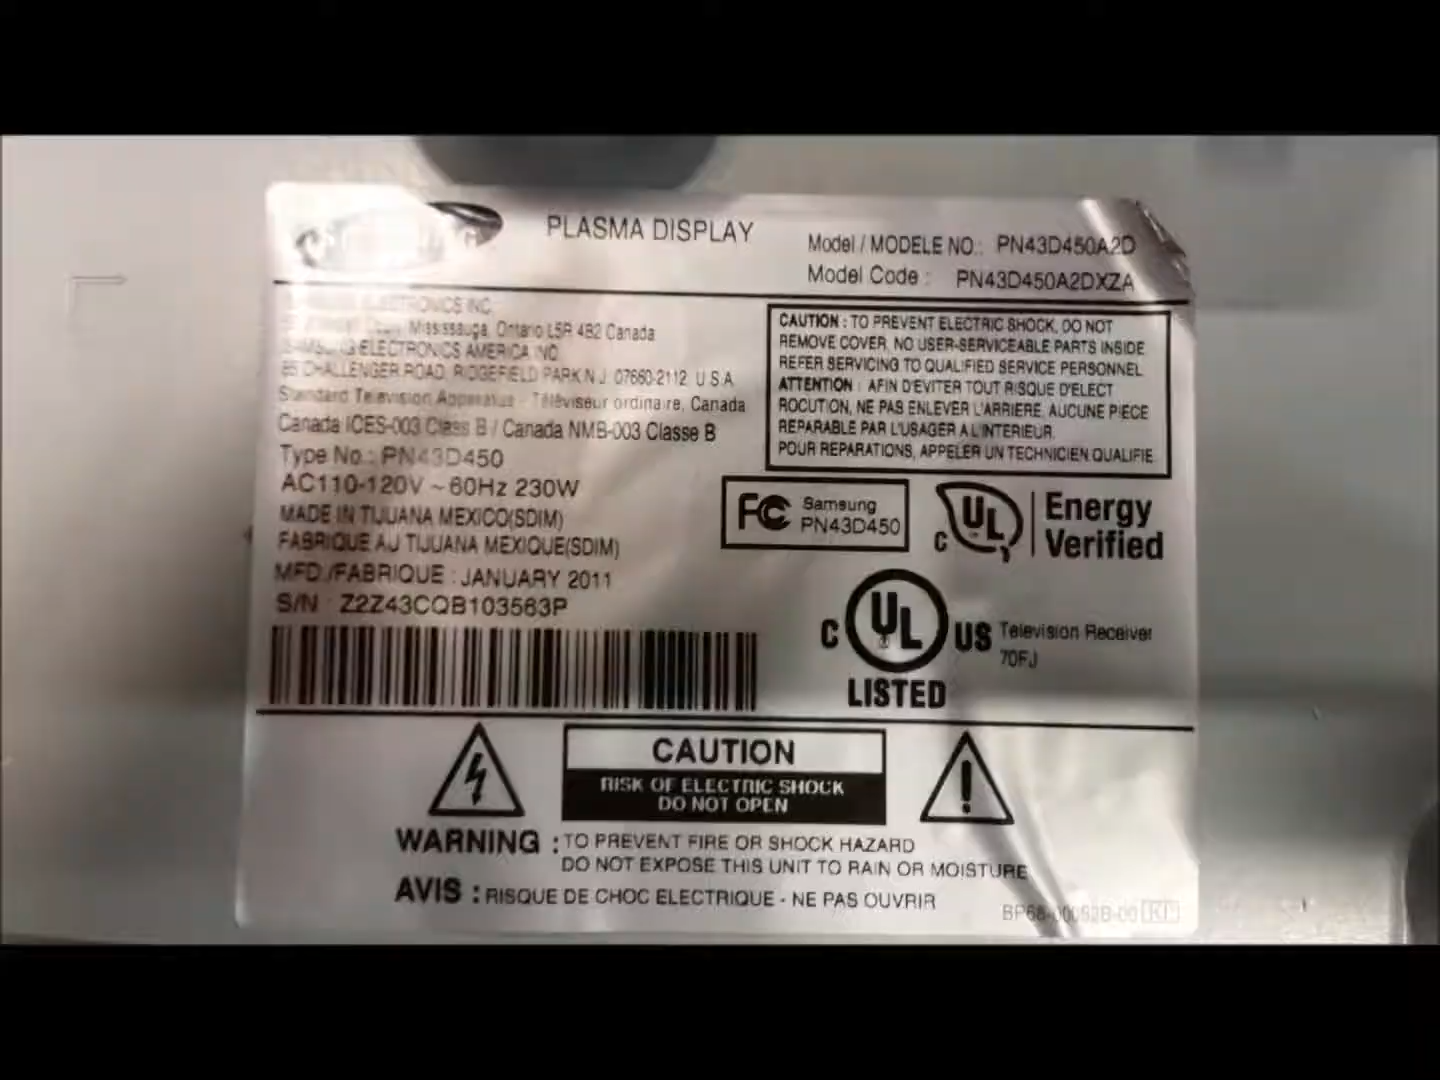 PLASMA DISPLAY
Model / MODELE NO.: PN43D450A2D
Model Code : PN43D450A2DXZA
ELECTRONICS INC.
Mississauga, Ontario L5R 4B2 Canada
SAMSUNG ELECTRONICS AMERICA INC.
85 CHALLENGER ROAD, RIDGEFIELD PARK N.J. 07660-2112 U.S.A
Standard Television Apparatus - Téléviseur ordinaire, Canada
Canada ICES-003 Class B / Canada NMB-003 Classe B
Type No.: PN43D450
AC110-120V ~ 60Hz 230W
MADE IN TIJUANA MEXICO(SDIM)
FABRIQUE AU TIJUANA MEXIQUE(SDIM)
MFD./FABRIQUE : JANUARY 2011
S/N : Z2Z43CQB103563P
CAUTION : TO PREVENT ELECTRIC SHOCK, DO NOT
REMOVE COVER, NO USER-SERVICEABLE PARTS INSIDE
REFER SERVICING TO QUALIFIED SERVICE PERSONNEL
ATTENTION : AFIN D'EVITER TOUT RISQUE D'ELECT
ROCUTION, NE PAS ENLEVER L'ARRIERE, AUCUNE PIECE
REPARABLE PAR L'USAGER A L'INTERIEUR.
POUR REPARATIONS, APPELER UN TECHNICIEN QUALIFIE.
FC Samsung
PN43D450
C UL Energy
Verified
C UL US Television Receiver
70FJ
LISTED
CAUTION
RISK OF ELECTRIC SHOCK
DO NOT OPEN
WARNING : TO PREVENT FIRE OR SHOCK HAZARD
DO NOT EXPOSE THIS UNIT TO RAIN OR MOISTURE
AVIS : RISQUE DE CHOC ELECTRIQUE - NE PAS OUVRIR